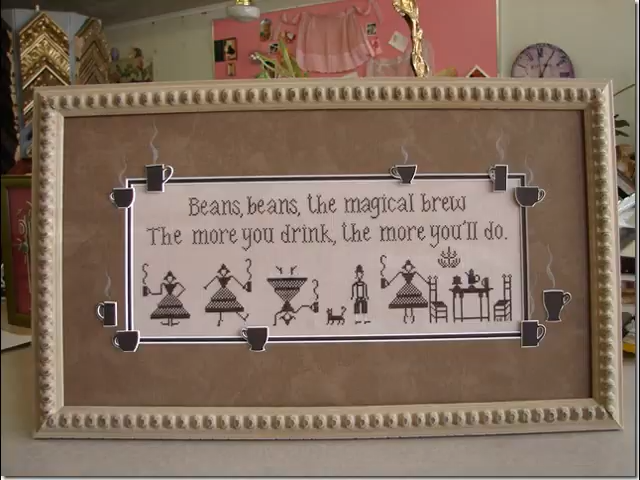 Beans, beans, the magical brew
The more you drink, the more you'll do.